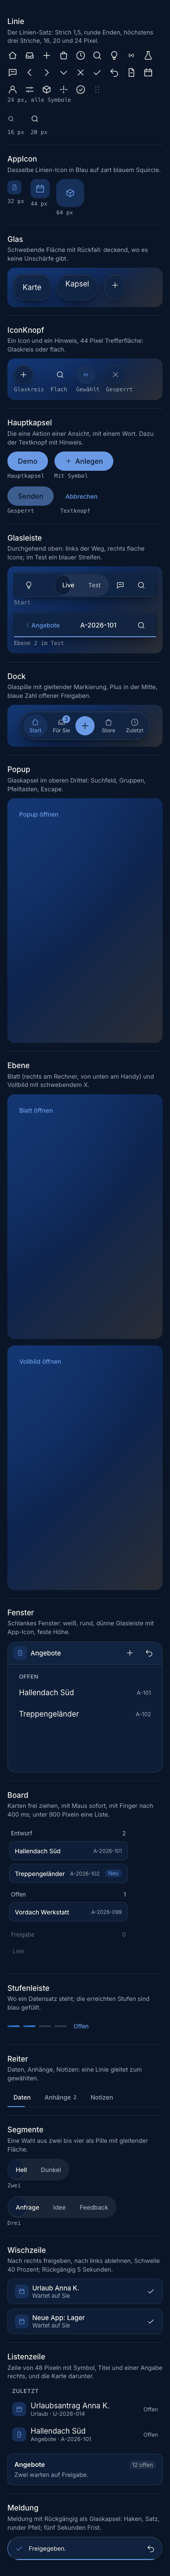 Linie
Der Linien-Satz: Strich 1,5, runde Enden, höchstens
drei Striche, 16, 20 und 24 Pixel.
24 px, alle Symbole
16 px 20 px
AppIcon
Dasselbe Linien-Icon in Blau auf zart blauem Squircle.
32 px
44 px
64 px
Glas
Schwebende Fläche mit Rückfall: deckend, wo es
keine Unschärfe gibt.
Karte
Kapsel
IconKnopf
Ein Icon und ein Hinweis, 44 Pixel Trefferfläche:
Glaskreis oder flach.
Glaskreis Flach Gewählt Gesperrt
Hauptkapsel
Die eine Aktion einer Ansicht, mit einem Wort. Dazu
der Textknopf mit Hinweis.
Demo
Anlegen
Hauptkapsel Mit Symbol
Senden
Abbrechen
Gesperrt Textknopf
Glasleiste
Durchgehend oben: links der Weg, rechts flache
Icons; im Test ein blauer Streifen.
Live Test
Start
Angebote A-2026-101
Ebene 2 im Test
Dock
Glaspille mit gleitender Markierung, Plus in der Mitte,
blaue Zahl offener Freigaben.
3
Start Für Sie Store Zuletzt
Popup
Glaskapsel im oberen Drittel: Suchfeld, Gruppen,
Pfeiltasten, Escape.
Popup öffnen
Ebene
Blatt (rechts am Rechner, von unten am Handy) und
Vollbild mit schwebendem X.
Blatt öffnen
Vollbild öffnen
Fenster
Schlankes Fenster: weiß, rund, dünne Glasleiste mit
App-Icon, feste Höhe.
Angebote
OFFEN
Hallendach Süd A-101
Treppengeländer A-102
Board
Karten frei ziehen, mit Maus sofort, mit Finger nach
400 ms; unter 900 Pixel eine Liste.
Entwurf 2
Hallendach Süd A-2026-101
Treppengeländer A-2026-102 Neu
Offen 1
Vordach Werkstatt A-2026-099
Freigabe 0
Leer
Stufenleiste
Wo ein Datensatz steht; die erreichten Stufen sind
blau gefüllt.
Offen
Reiter
Daten, Anhänge, Notizen: eine Linie gleitet zum
gewählten.
Daten Anhänge 2 Notizen
Segmente
Eine Wahl aus zwei bis vier als Pille mit gleitender
Fläche.
Hell Dunkel
Zwei
Anfrage Idee Feedback
Drei
Wischzeile
Nach rechts freigeben, nach links ablehnen, Schwelle
40 Prozent; Rückgängig 5 Sekunden.
Urlaub Anna K.
Wartet auf Sie
Neue App: Lager
Wartet auf Sie
Listenzeile
Zeile von 48 Pixeln mit Symbol, Titel und einer Angabe
rechts, und die Karte darunter.
ZULETZT
Urlaubsantrag Anna K. Offen
Urlaub · U-2026-014
Hallendach Süd Offen
Angebote · A-2026-101
Angebote 12 offen
Zwei warten auf Freigabe.
Meldung
Meldung mit Rückgängig als Glaskapsel: Haken, Satz,
runder Pfeil; fünf Sekunden Frist.
Freigegeben.